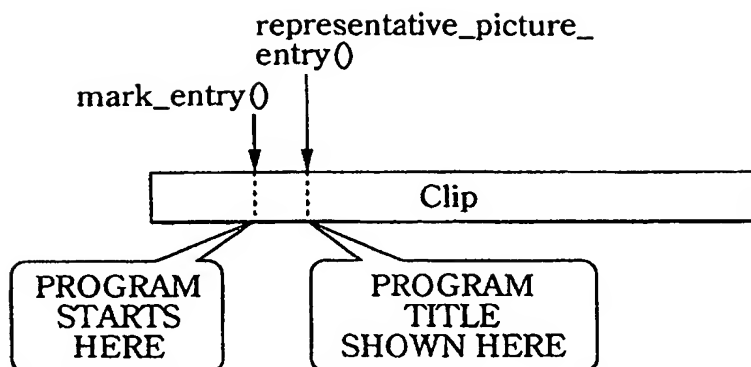 representative_picture_
entry()
mark_entry()
Clip
PROGRAM
STARTS
HERE
PROGRAM
TITLE
SHOWN HERE